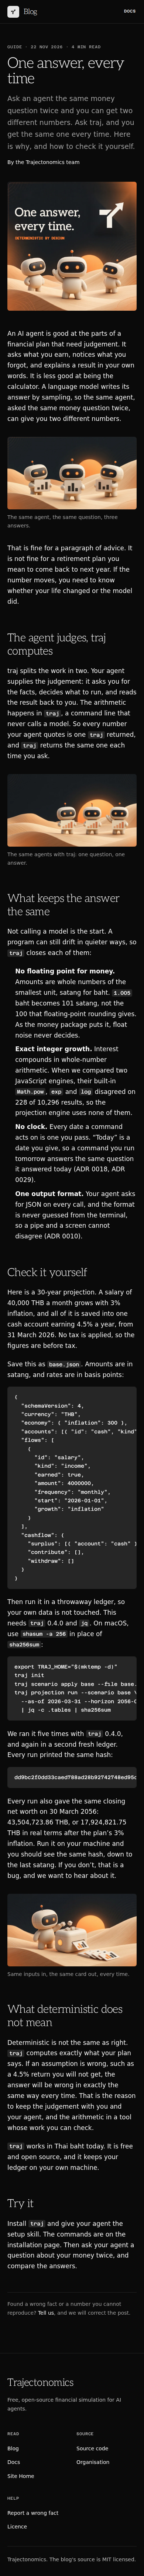 Blog
DOCS
GUIDE · 22 NOV 2026 · 4 MIN READ
One answer, every
time
Ask an agent the same money
question twice and you can get two
different numbers. Ask traj, and you
get the same one every time. Here
is why, and how to check it yourself.
By the Trajectonomics team
One answer,
every time.
DETERMINISTIC BY DESIGN
An AI agent is good at the parts of a
financial plan that need judgement. It
asks what you earn, notices what you
forgot, and explains a result in your own
words. It is less good at being the
calculator. A language model writes its
answer by sampling, so the same agent,
asked the same money question twice,
can give you two different numbers.
The same agent, the same question, three
answers.
That is fine for a paragraph of advice. It
is not fine for a retirement plan you
mean to come back to next year. If the
number moves, you need to know
whether your life changed or the model
did.
The agent judges, traj
computes
traj splits the work in two. Your agent
supplies the judgement: it asks you for
the facts, decides what to run, and reads
the result back to you. The arithmetic
happens in traj, a command line that
never calls a model. So every number
your agent quotes is one traj returned,
and traj returns the same one each
time you ask.
The same agents with traj: one question, one
answer.
What keeps the answer
the same
Not calling a model is the start. A
program can still drift in quieter ways, so
traj closes each of them:
No floating point for money.
Amounts are whole numbers of the
smallest unit, satang for baht. 1.005
baht becomes 101 satang, not the
100 that floating-point rounding gives.
As the money package puts it, float
noise never decides.
Exact integer growth. Interest
compounds in whole-number
arithmetic. When we compared two
JavaScript engines, their built-in
Math.pow, exp and log disagreed on
228 of 10,296 results, so the
projection engine uses none of them.
No clock. Every date a command
acts on is one you pass. “Today” is a
date you give, so a command you run
tomorrow answers the same question
it answered today (ADR 0018, ADR
0029).
One output format. Your agent asks
for JSON on every call, and the format
is never guessed from the terminal,
so a pipe and a screen cannot
disagree (ADR 0010).
Check it yourself
Here is a 30-year projection. A salary of
40,000 THB a month grows with 3%
inflation, and all of it is saved into one
cash account earning 4.5% a year, from
31 March 2026. No tax is applied, so the
figures are before tax.
Save this as base.json. Amounts are in
satang, and rates are in basis points:
{
"schemaVersion": 4,
"currency": "THB",
"economy": { "inflation": 300 },
"accounts": [{ "id": "cash", "kind"
"flows": [
{
"id": "salary",
"kind": "income",
"earned": true,
"amount": 4000000,
"frequency": "monthly",
"start": "2026-01-01",
"growth": "inflation"
}
],
"cashflow": {
"surplus": [{ "account": "cash" }
"contribute": [],
"withdraw": []
}
}
Then run it in a throwaway ledger, so
your own data is not touched. This
needs traj 0.4.0 and jq. On macOS,
use shasum -a 256 in place of
sha256sum:
export TRAJ_HOME="$(mktemp -d)"
traj init
traj scenario apply base --file base.
traj projection run --scenario base
--as-of 2026-03-31 --horizon 2056-0
| jq -c .tables | sha256sum
We ran it five times with traj 0.4.0,
and again in a second fresh ledger.
Every run printed the same hash:
Every run also gave the same closing
net worth on 30 March 2056:
43,504,723.86 THB, or 17,924,821.75
THB in real terms after the plan’s 3%
inflation. Run it on your machine and
you should see the same hash, down to
the last satang. If you don’t, that is a
bug, and we want to hear about it.
Same inputs in, the same card out, every time.
What deterministic does
not mean
Deterministic is not the same as right.
traj computes exactly what your plan
says. If an assumption is wrong, such as
a 4.5% return you will not get, the
answer will be wrong in exactly the
same way every time. That is the reason
to keep the judgement with you and
your agent, and the arithmetic in a tool
whose work you can check.
traj works in Thai baht today. It is free
and open source, and it keeps your
ledger on your own machine.
Try it
Install traj and give your agent the
setup skill. The commands are on the
installation page. Then ask your agent a
question about your money twice, and
compare the answers.
Found a wrong fact or a number you cannot
reproduce? Tell us, and we will correct the post.
Trajectonomics
Free, open-source financial simulation for AI
agents.
READ
SOURCE
Blog
Source code
Docs
Organisation
Site Home
HELP
Report a wrong fact
Licence
Trajectonomics. The blog's source is MIT licensed.